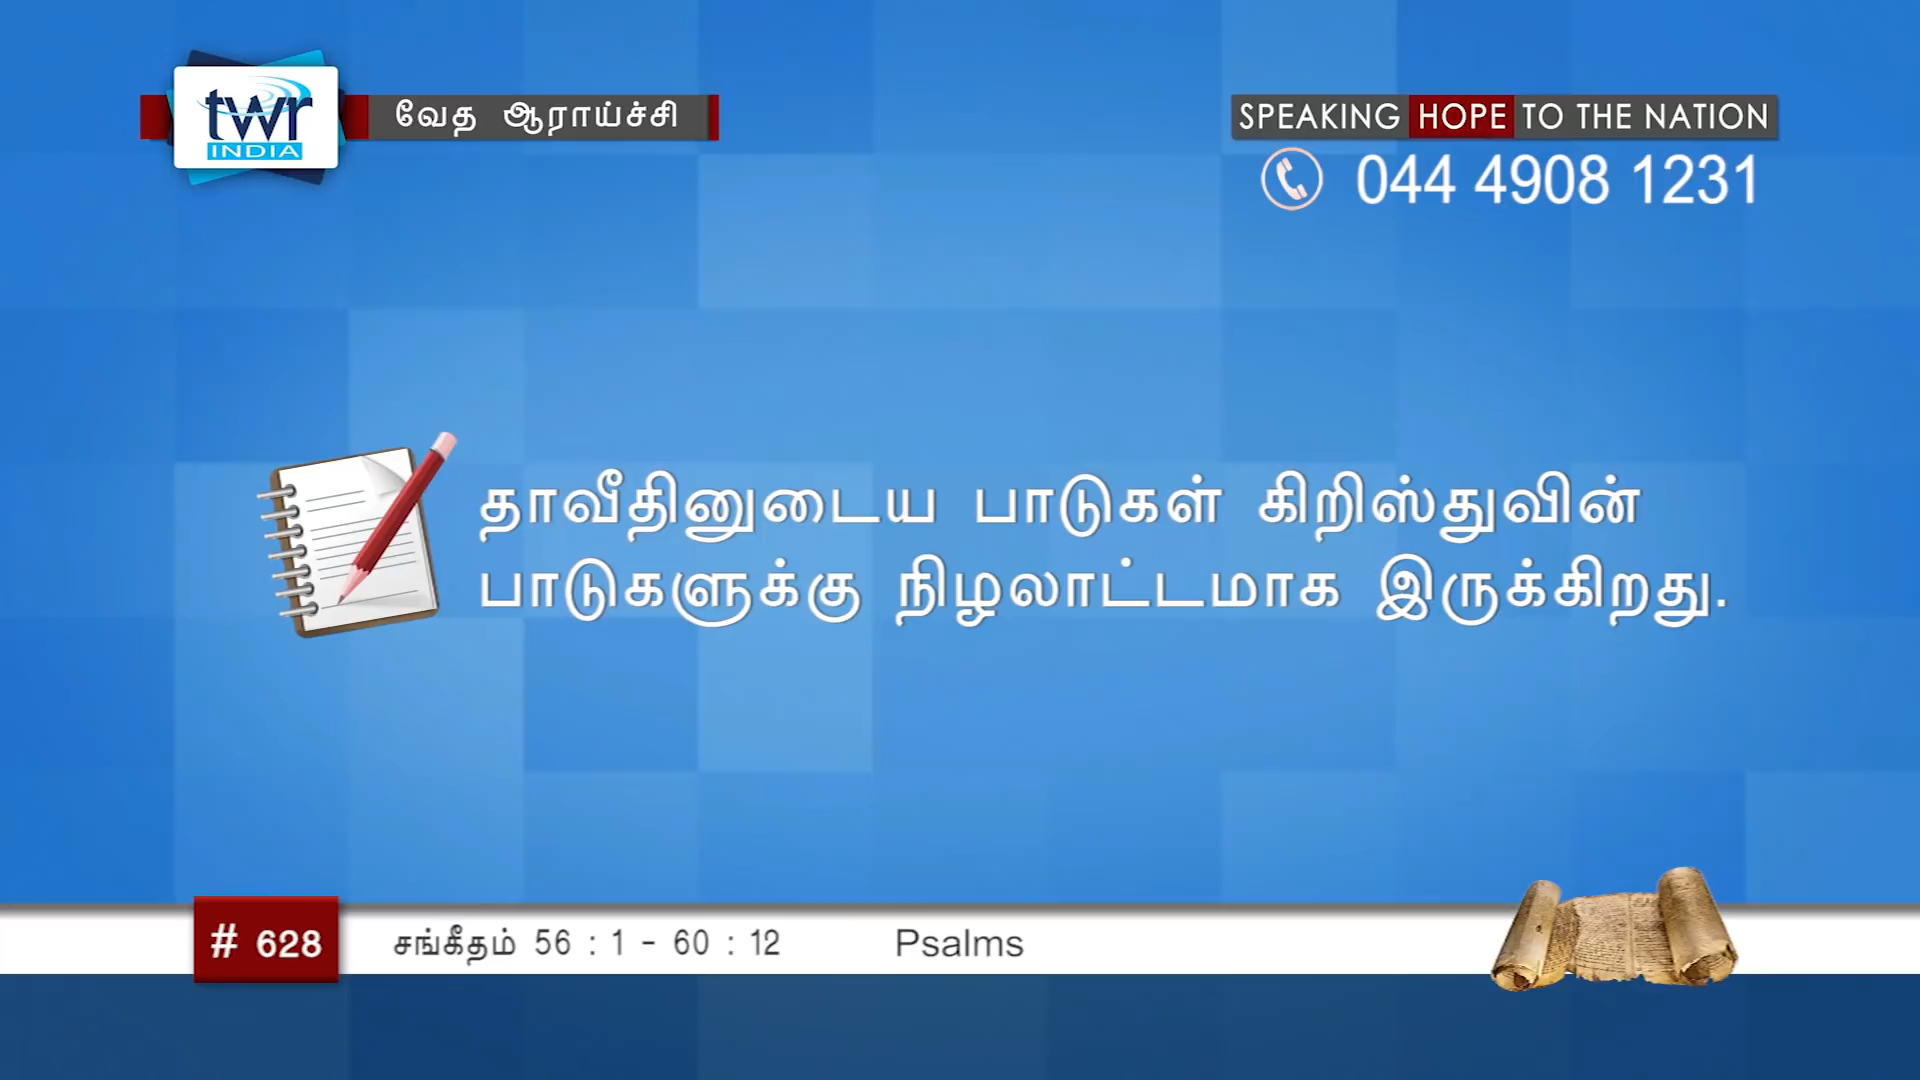 twr
INDIA
வேத ஆராய்ச்சி
SPEAKING HOPE TO THE NATION
044 4908 1231
தாவீதினுடைய பாடுகள் கிறிஸ்துவின்
பாடுகளுக்கு நிழலாட்டமாக இருக்கிறது.
# 628
சங்கீதம் 56 : 1 - 60 : 12
Psalms